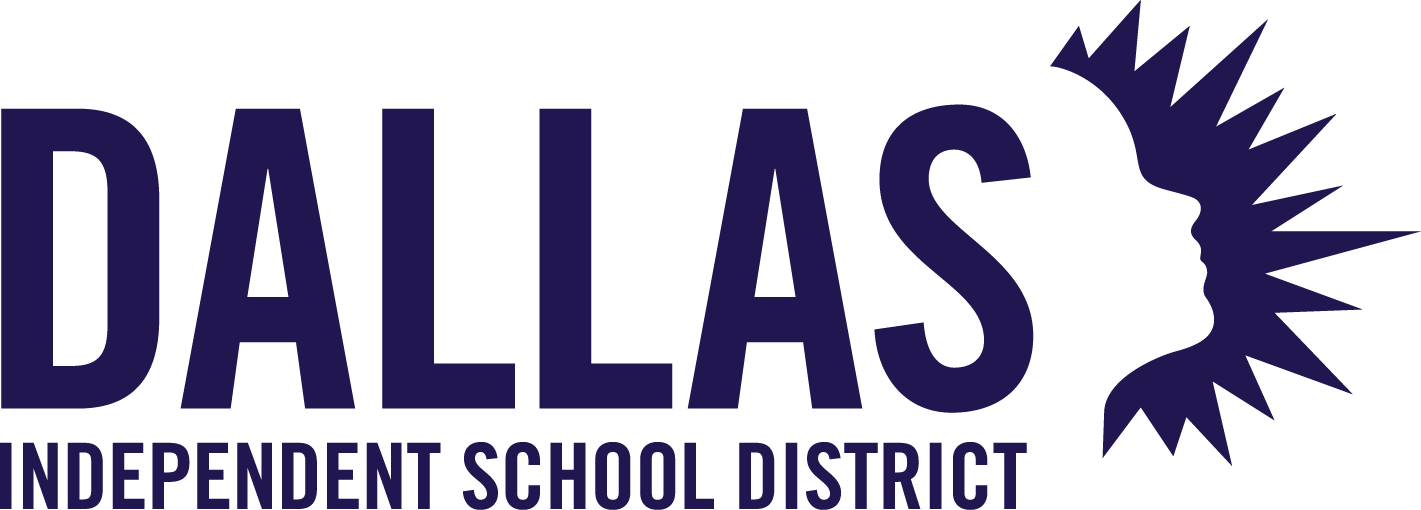 DALLAS
INDEPENDENT SCHOOL DISTRICT